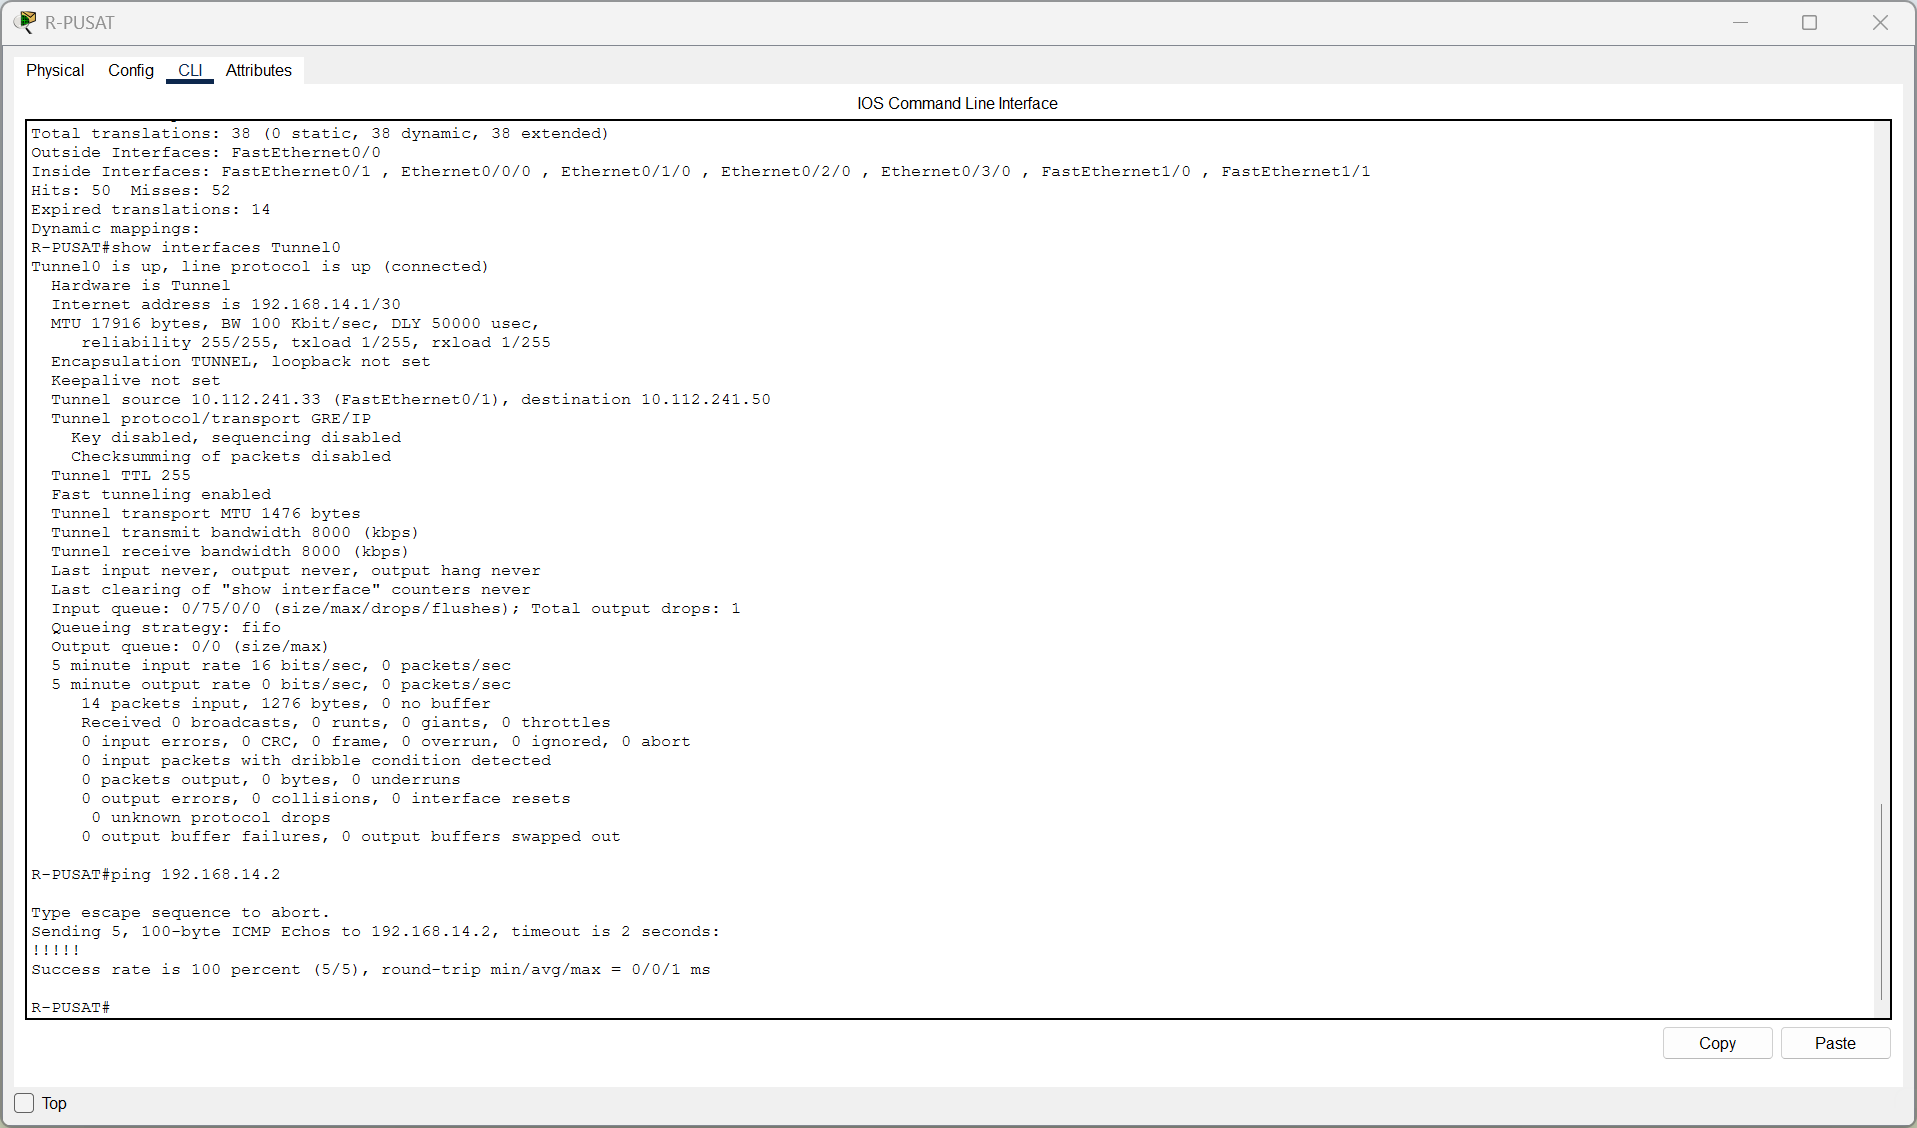 R-PUSAT
Physical Config CLI Attributes
IOS Command Line Interface
Total translations: 38 (0 static, 38 dynamic, 38 extended)
Outside Interfaces: FastEthernet0/0
Inside Interfaces: FastEthernet0/1 , Ethernet0/0/0 , Ethernet0/1/0 , Ethernet0/2/0 , Ethernet0/3/0 , FastEthernet1/0 , FastEthernet1/1
Hits: 50  Misses: 52
Expired translations: 14
Dynamic mappings:
R-PUSAT#show interfaces Tunnel0
Tunnel0 is up, line protocol is up (connected)
  Hardware is Tunnel
  Internet address is 192.168.14.1/30
  MTU 17916 bytes, BW 100 Kbit/sec, DLY 50000 usec,
     reliability 255/255, txload 1/255, rxload 1/255
  Encapsulation TUNNEL, loopback not set
  Keepalive not set
  Tunnel source 10.112.241.33 (FastEthernet0/1), destination 10.112.241.50
  Tunnel protocol/transport GRE/IP
    Key disabled, sequencing disabled
    Checksumming of packets disabled
  Tunnel TTL 255
  Fast tunneling enabled
  Tunnel transport MTU 1476 bytes
  Tunnel transmit bandwidth 8000 (kbps)
  Tunnel receive bandwidth 8000 (kbps)
  Last input never, output never, output hang never
  Last clearing of "show interface" counters never
  Input queue: 0/75/0/0 (size/max/drops/flushes); Total output drops: 1
  Queueing strategy: fifo
  Output queue: 0/0 (size/max)
  5 minute input rate 16 bits/sec, 0 packets/sec
  5 minute output rate 0 bits/sec, 0 packets/sec
     14 packets input, 1276 bytes, 0 no buffer
     Received 0 broadcasts, 0 runts, 0 giants, 0 throttles
     0 input errors, 0 CRC, 0 frame, 0 overrun, 0 ignored, 0 abort
     0 input packets with dribble condition detected
     0 packets output, 0 bytes, 0 underruns
     0 output errors, 0 collisions, 0 interface resets
      0 unknown protocol drops
     0 output buffer failures, 0 output buffers swapped out
R-PUSAT#ping 192.168.14.2
Type escape sequence to abort.
Sending 5, 100-byte ICMP Echos to 192.168.14.2, timeout is 2 seconds:
!!!!!
Success rate is 100 percent (5/5), round-trip min/avg/max = 0/0/1 ms
R-PUSAT#
Copy Paste
Top